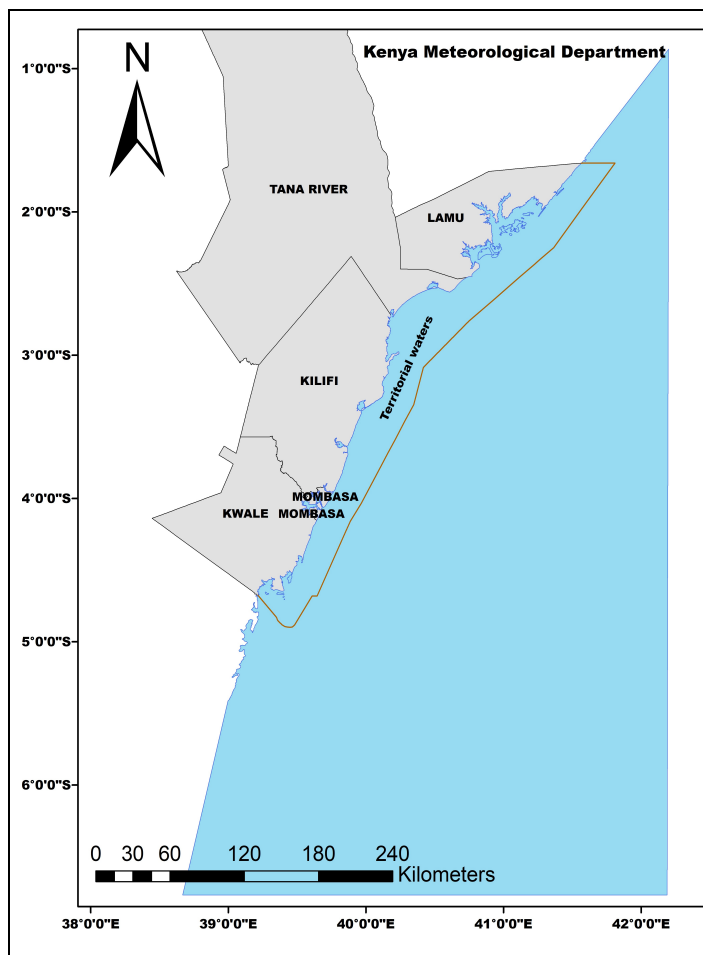 Kenya Meteorological Department
N
1°0'0"S
2°0'0"S
3°0'0"S
4°0'0"S
5°0'0"S
6°0'0"S
TANA RIVER
LAMU
Territorial waters
KILIFI
MOMBASA
KWALE MOMBASA
0 30 60 120 180 240
Kilometers
38°0'0"E 39°0'0"E 40°0'0"E 41°0'0"E 42°0'0"E